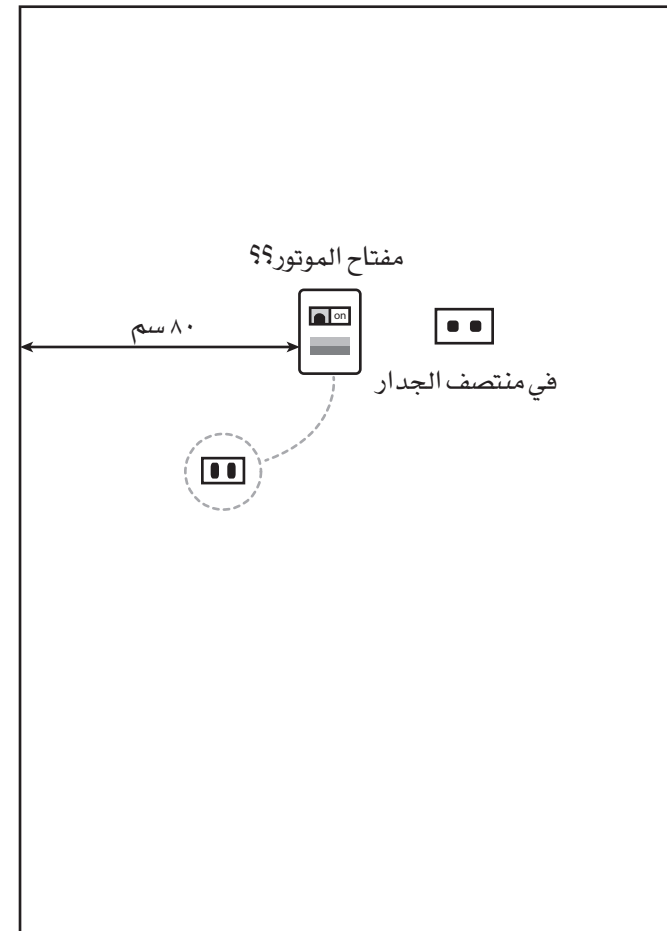 مفتاح الموتور؟؟
on
٨٠ سم
في منتصف الجدار